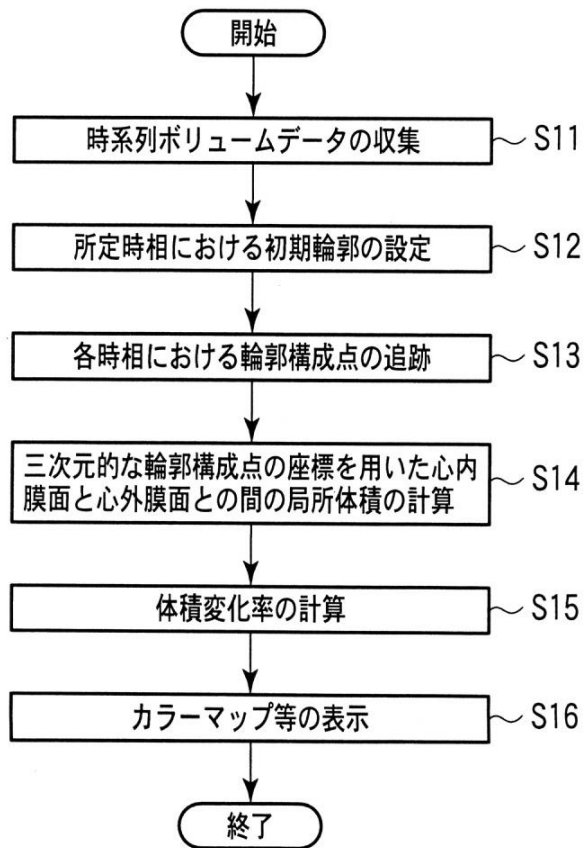 開始
時系列ボリュームデータの収集
S11
所定時相における初期輪郭の設定
S12
各時相における輪郭構成点の追跡
S13
三次元的な輪郭構成点の座標を用いた心内
膜面と心外膜面との間の局所体積の計算
S14
体積変化率の計算
S15
カラーマップ等の表示
S16
終了